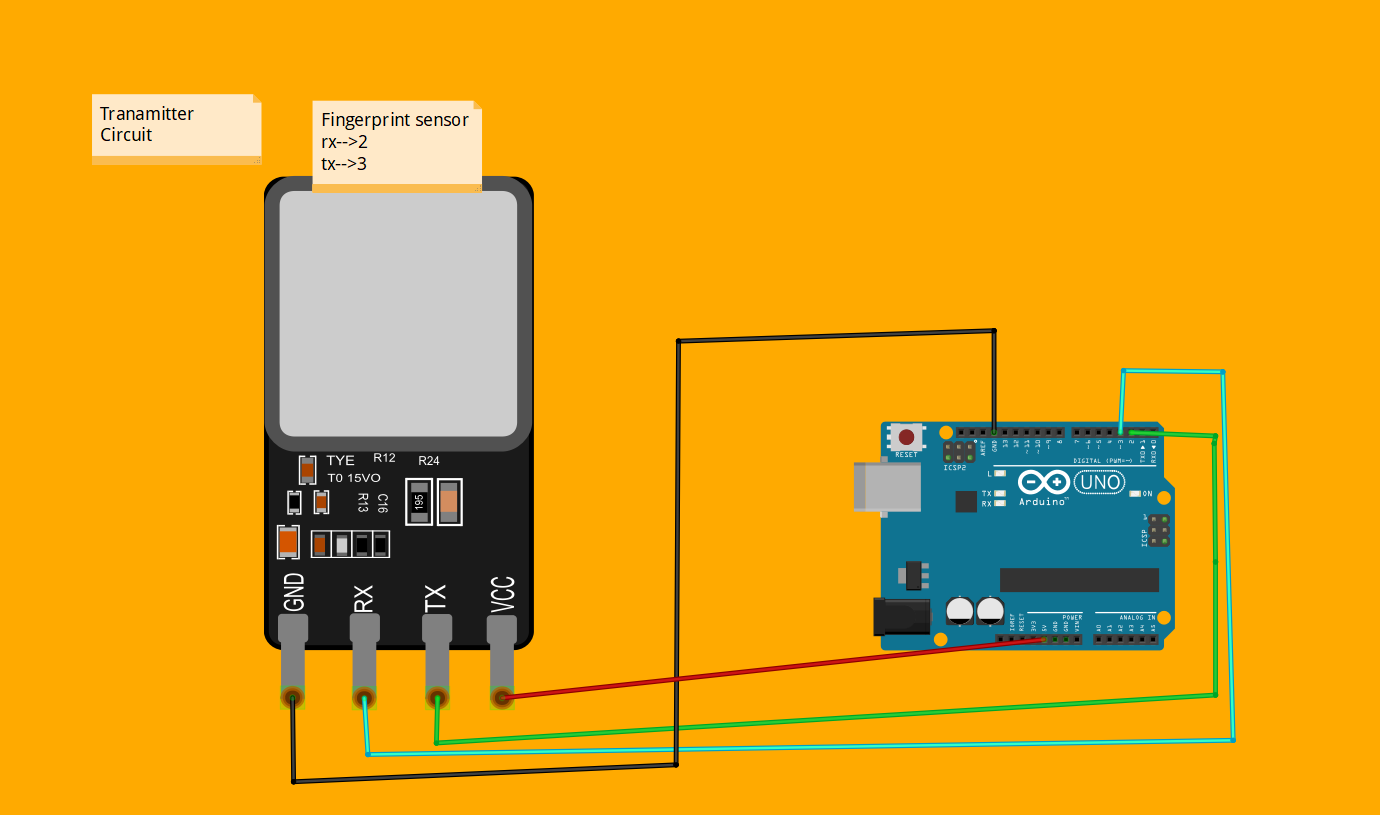 Tranamitter
Circuit
Fingerprint sensor
rx-->2
tx-->3
TYE
R12
R24
T0 15VO
R13
C16
195
GND
RX
TX
VCC
RESET
ICSP2
AREF
GND
13
12
~11
~10
~9
8
7
~6
~5
4
~3
2
TXD▶1
RXD◀0
DIGITAL (PWM=~)
L
TX
RX
UNO
Arduino™
ON
ICSP
POWER
ANALOG IN
IOREF
RESET
3V3
5V
GND
GND
VIN
A0
A1
A2
A3
A4
A5